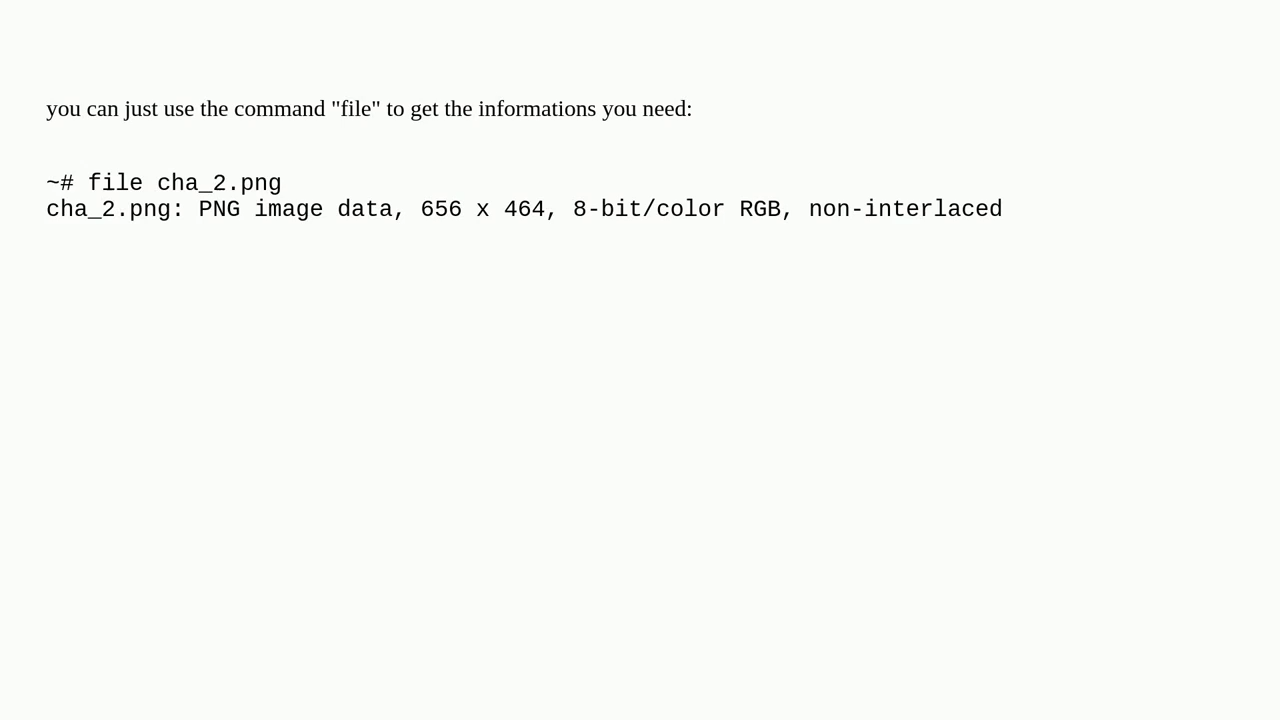 you can just use the command "file" to get the informations you need:
~# file cha_2.png
cha_2.png: PNG image data, 656 x 464, 8-bit/color RGB, non-interlaced